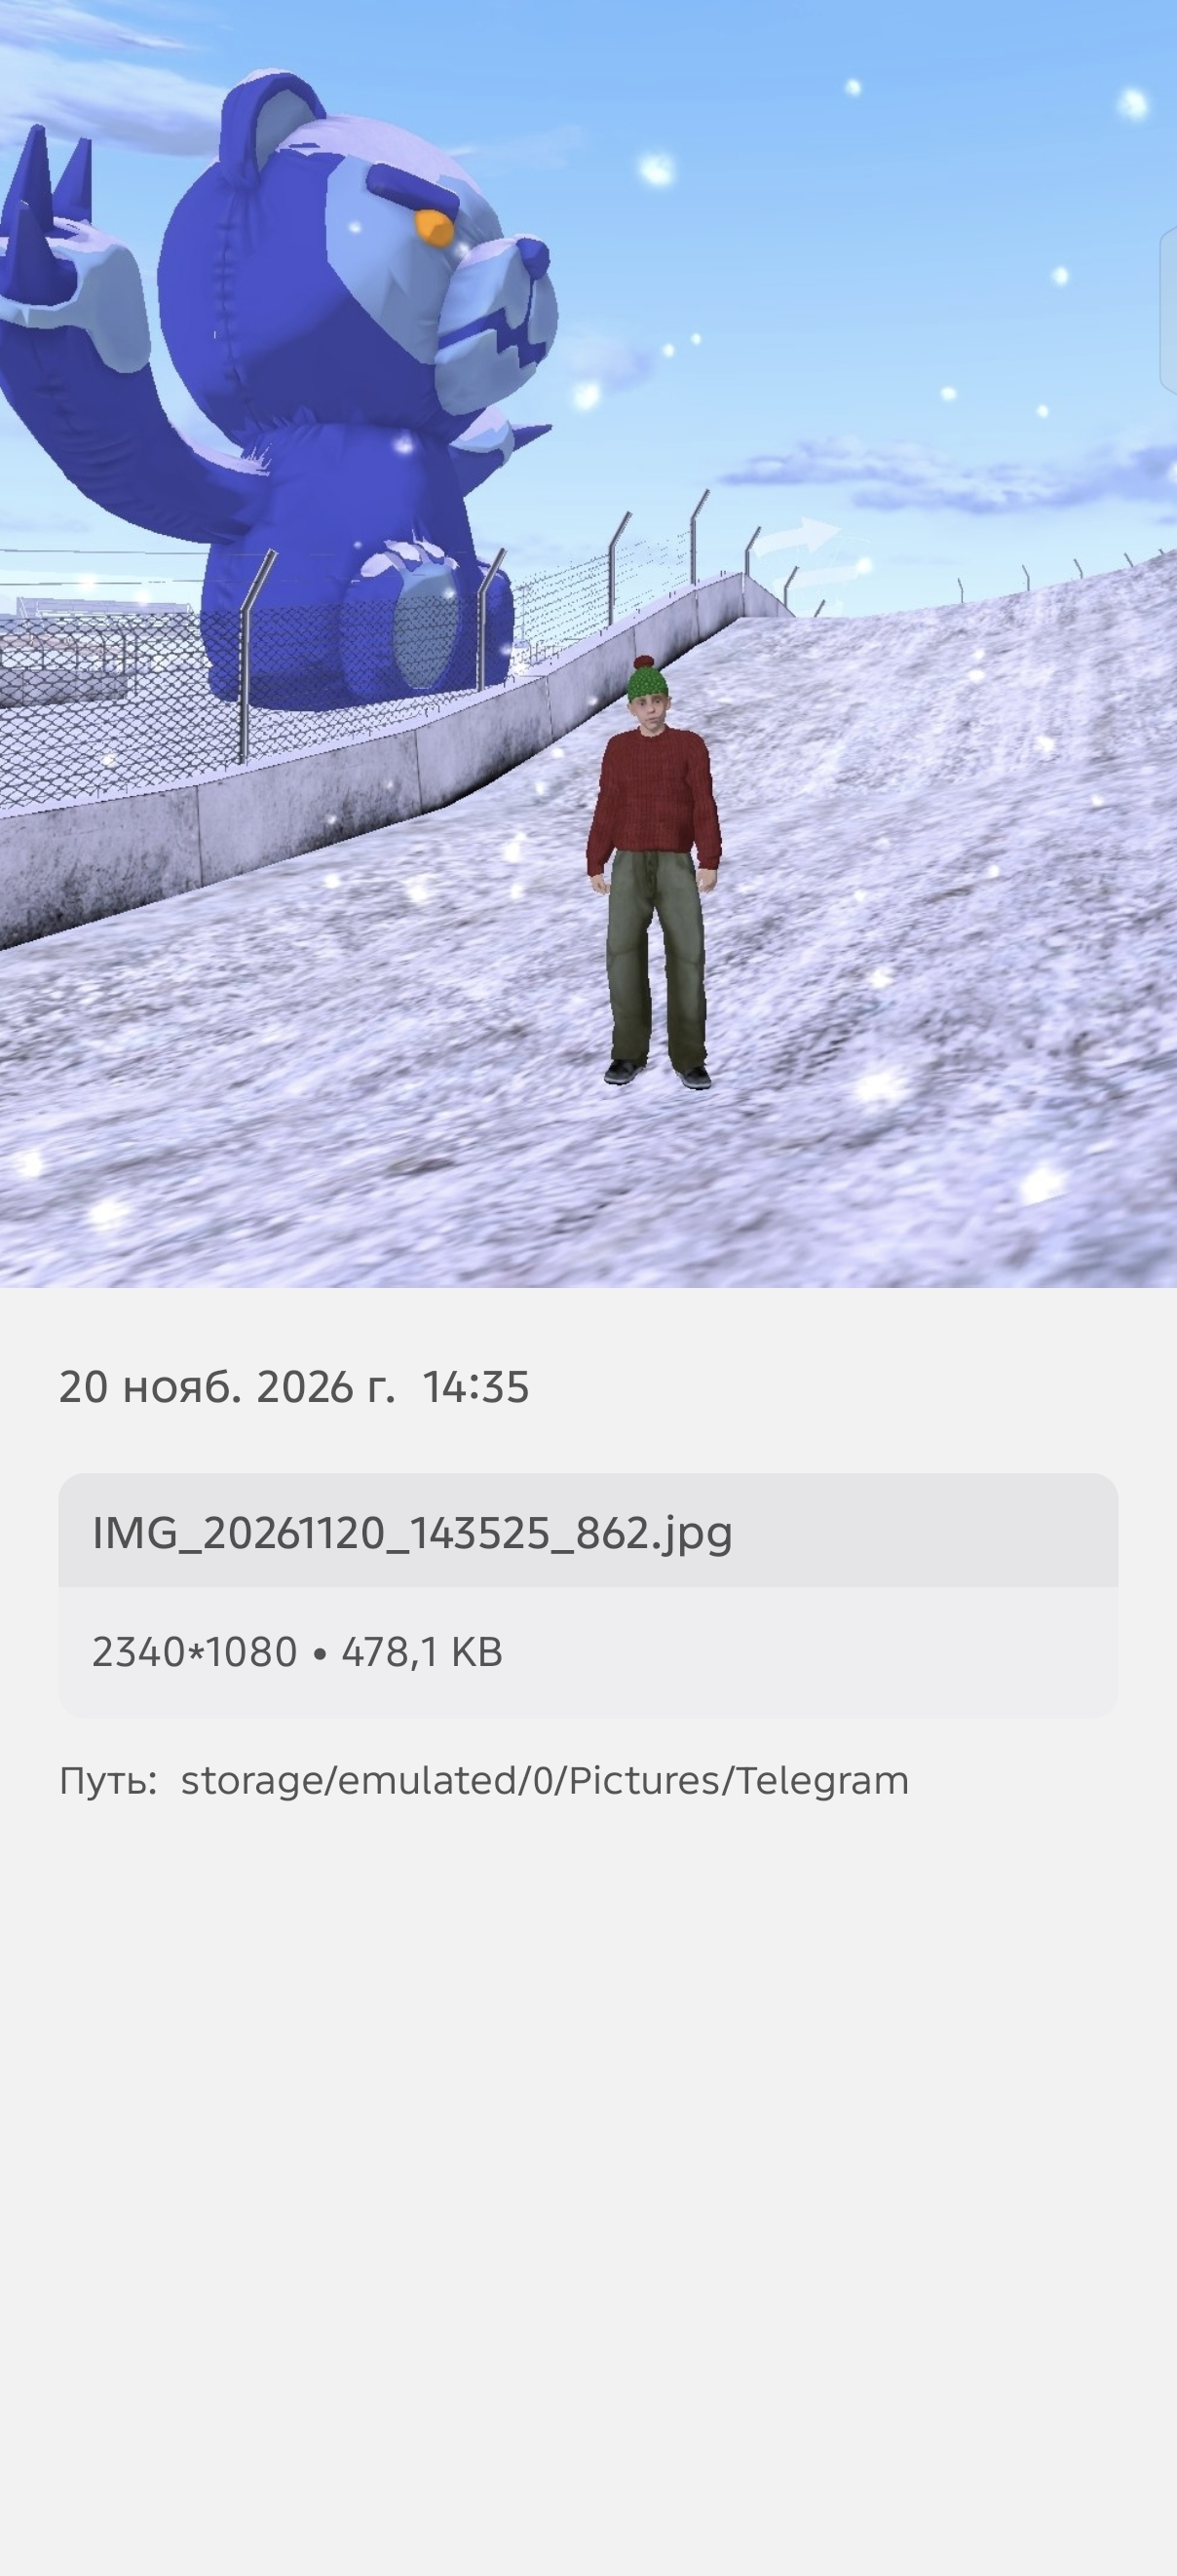 20 нояб. 2026 г. 14:35
IMG_20261120_143525_862.jpg
2340*1080 • 478,1 KB
Путь: storage/emulated/0/Pictures/Telegram